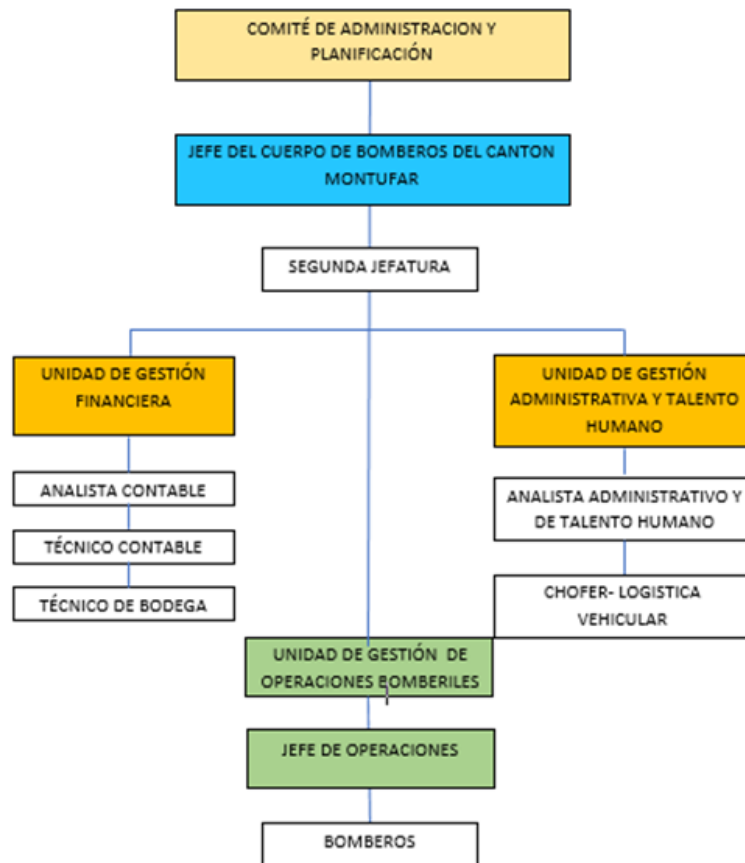 COMITÉ DE ADMINISTRACION Y
PLANIFICACIÓN
JEFE DEL CUERPO DE BOMBEROS DEL CANTON
MONTUFAR
SEGUNDA JEFATURA
UNIDAD DE GESTIÓN
FINANCIERA
ANALISTA CONTABLE
TÉCNICO CONTABLE
TÉCNICO DE BODEGA
UNIDAD DE GESTIÓN
ADMINISTRATIVA Y TALENTO
HUMANO
ANALISTA ADMINISTRATIVO Y
DE TALENTO HUMANO
CHOFER- LOGISTICA
VEHICULAR
UNIDAD DE GESTIÓN DE
OPERACIONES BOMBERILES
JEFE DE OPERACIONES
BOMBEROS